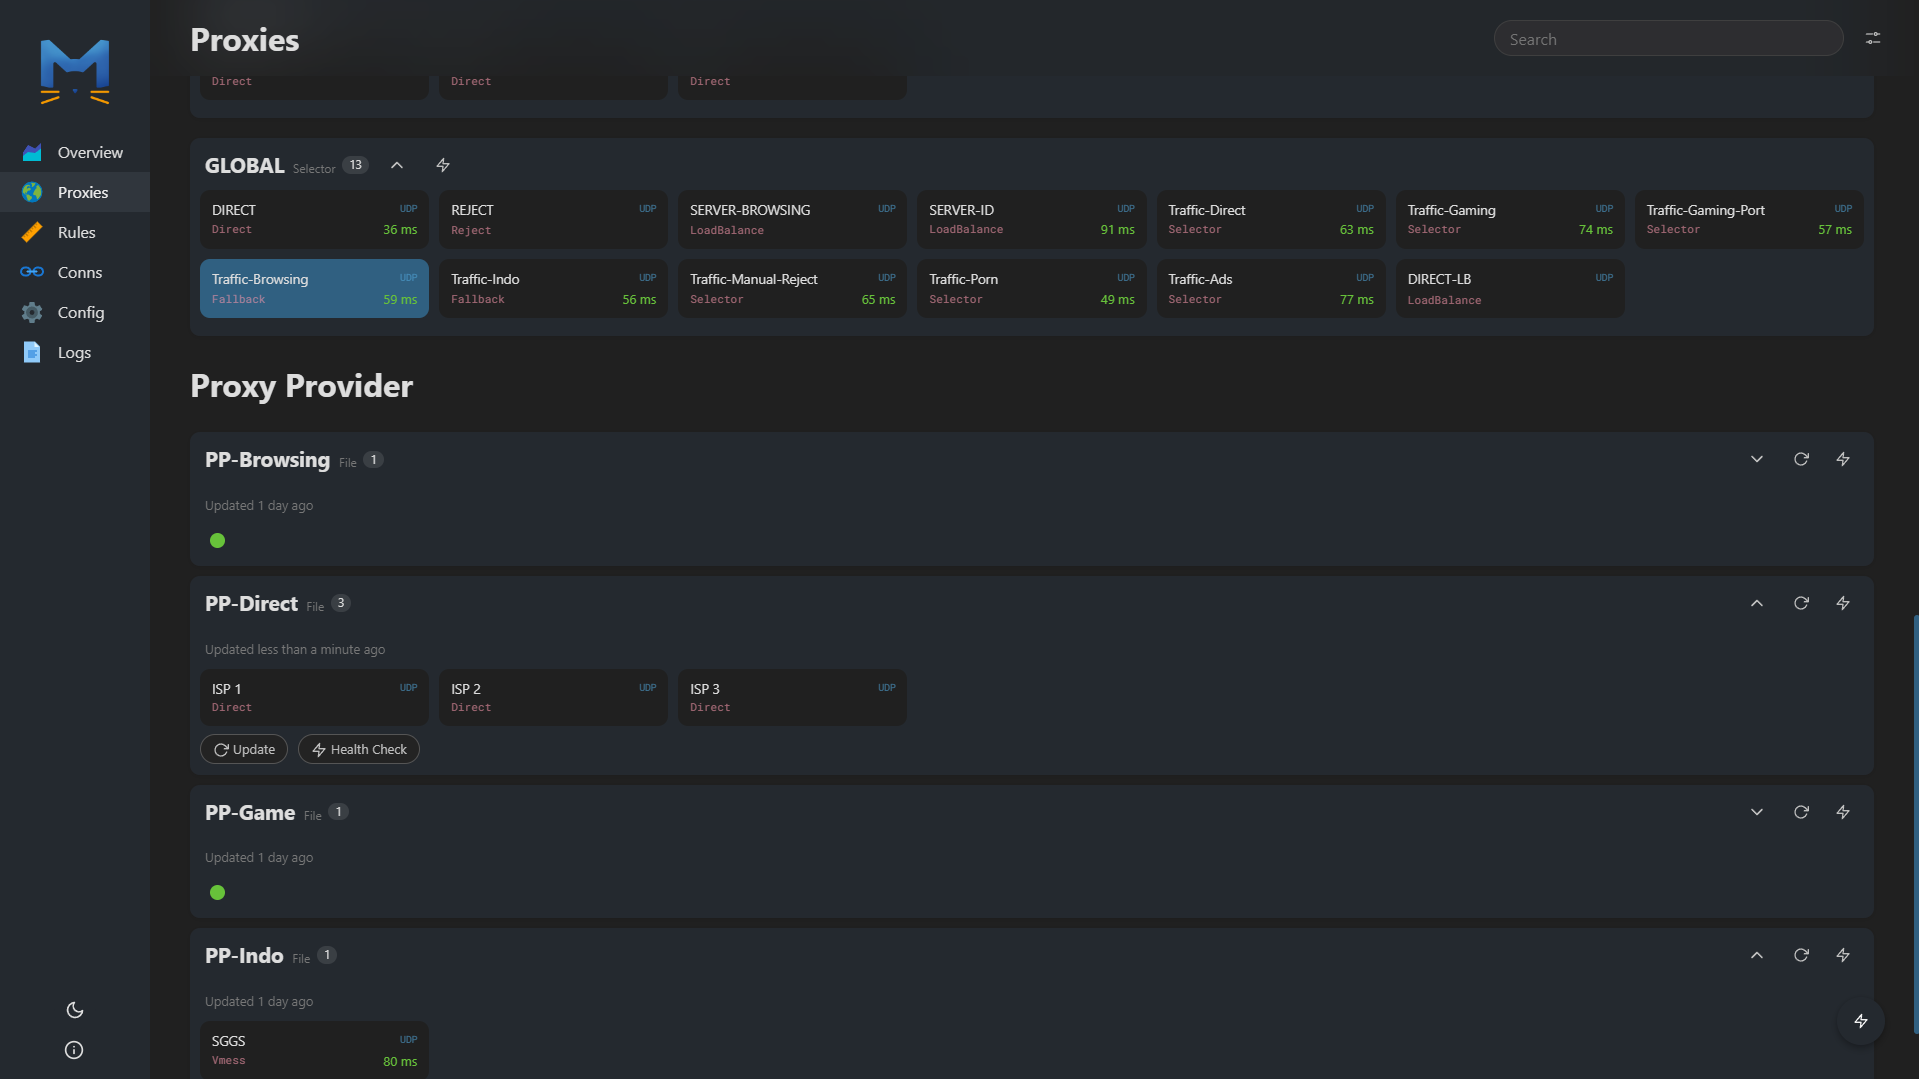 Proxies
Search
Direct
Direct
Direct
Overview
Proxies
Rules
Conns
Config
Logs
GLOBAL Selector 13
DIRECT UDP
Direct 36 ms
REJECT UDP
Reject
SERVER-BROWSING UDP
LoadBalance
SERVER-ID UDP
LoadBalance 91 ms
Traffic-Direct UDP
Selector 63 ms
Traffic-Gaming UDP
Selector 74 ms
Traffic-Gaming-Port UDP
Selector 57 ms
Traffic-Browsing UDP
Fallback 59 ms
Traffic-Indo UDP
Fallback 56 ms
Traffic-Manual-Reject UDP
Selector 65 ms
Traffic-Porn UDP
Selector 49 ms
Traffic-Ads UDP
Selector 77 ms
DIRECT-LB UDP
LoadBalance
Proxy Provider
PP-Browsing File 1
Updated 1 day ago
PP-Direct File 3
Updated less than a minute ago
ISP 1 UDP
Direct
ISP 2 UDP
Direct
ISP 3 UDP
Direct
Update
Health Check
PP-Game File 1
Updated 1 day ago
PP-Indo File 1
Updated 1 day ago
SGGS UDP
Vmess 80 ms